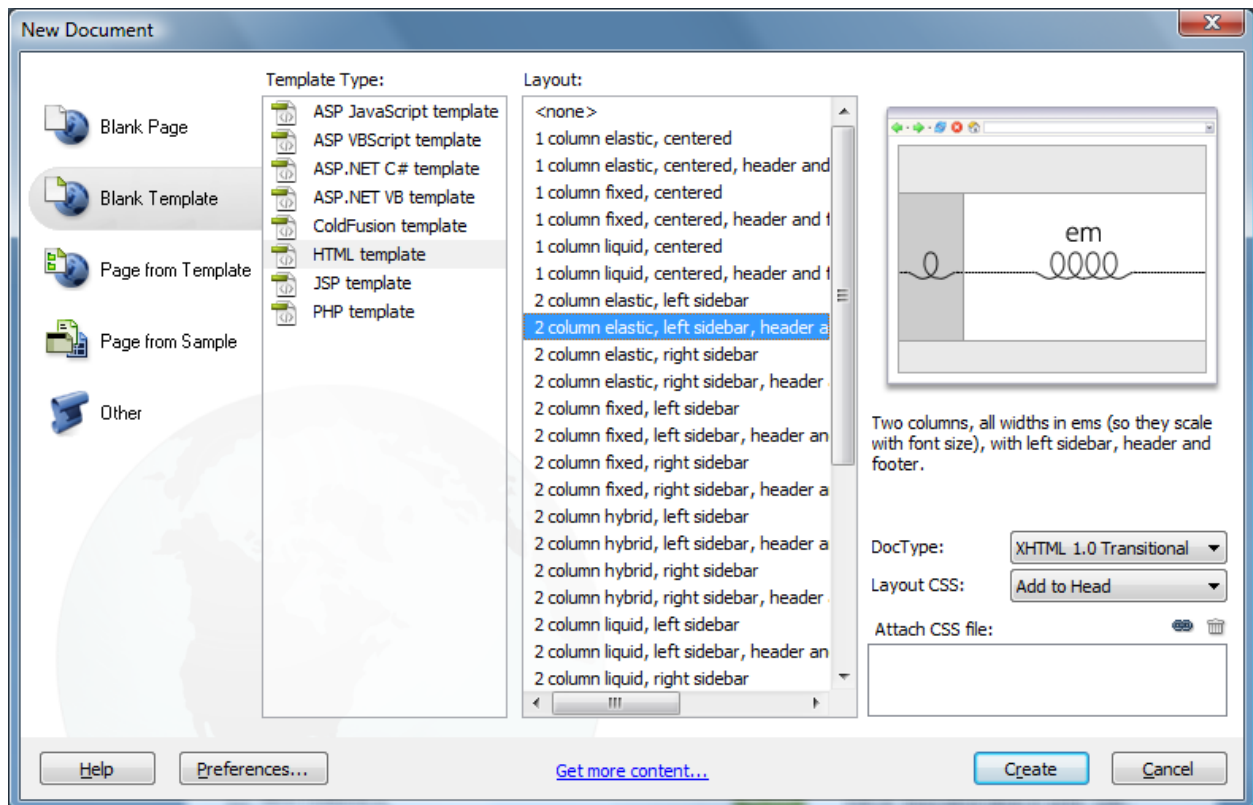 New Document
Blank Page
Blank Template
Page from Template
Page from Sample
Other
Template Type:
ASP JavaScript template
ASP VBScript template
ASP.NET C# template
ASP.NET VB template
ColdFusion template
HTML template
JSP template
PHP template
Layout:
<none>
1 column elastic, centered
1 column elastic, centered, header and
1 column fixed, centered
1 column fixed, centered, header and f
1 column liquid, centered
1 column liquid, centered, header and f
2 column elastic, left sidebar
2 column elastic, left sidebar, header a
2 column elastic, right sidebar
2 column elastic, right sidebar, header
2 column fixed, left sidebar
2 column fixed, left sidebar, header an
2 column fixed, right sidebar
2 column fixed, right sidebar, header a
2 column hybrid, left sidebar
2 column hybrid, left sidebar, header a
2 column hybrid, right sidebar
2 column hybrid, right sidebar, header
2 column liquid, left sidebar
2 column liquid, left sidebar, header an
2 column liquid, right sidebar
em
Two columns, all widths in ems (so they scale
with font size), with left sidebar, header and
footer.
DocType: XHTML 1.0 Transitional
Layout CSS: Add to Head
Attach CSS file:
Help Preferences... Get more content... Create Cancel